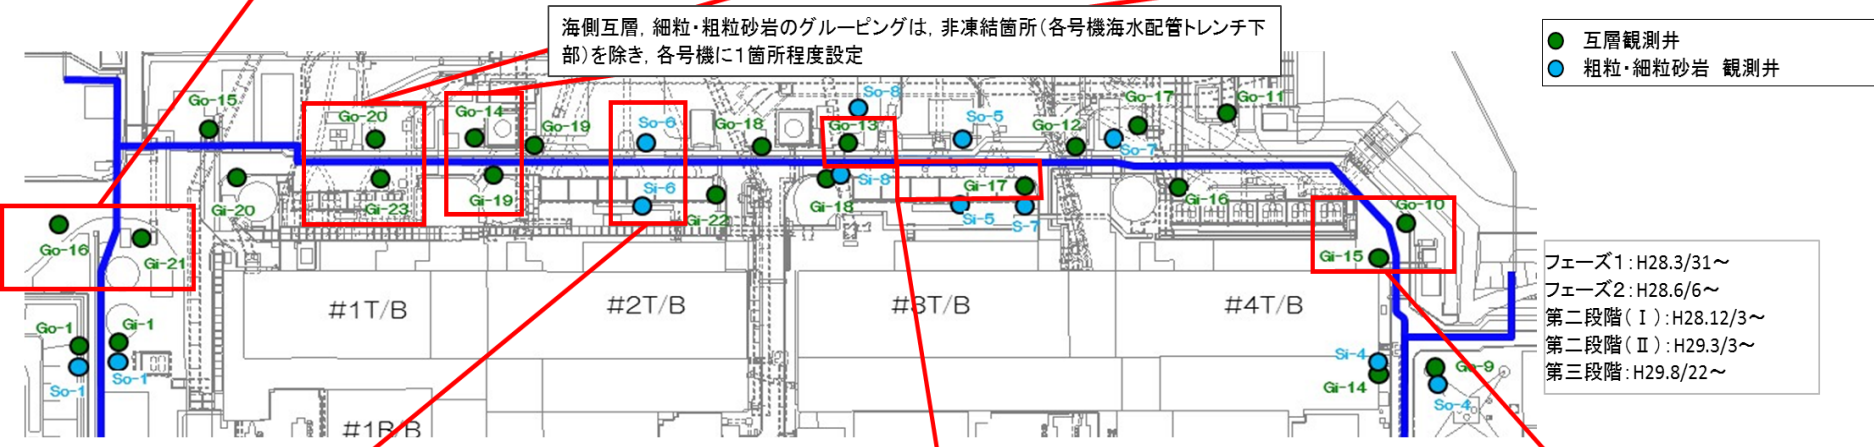 海側互層，細粒・粗粒砂岩のグルーピングは，非凍結箇所（各号機海水配管トレンチ下
部）を除き，各号機に１箇所程度設定
互層観測井
粗粒・細粒砂岩　観測井
Go-15
Go-20
Go-14
Go-19
So-6
Go-18
So-8
Go-13
So-5
Go-12
Go-17
So-7
Go-11
Gi-20
Gi-23
Gi-19
Si-6
Gi-22
Gi-18
Si-8
Gi-17
Si-5
S-7
Gi-16
Go-10
Gi-15
Go-16
Gi-21
#1T/B
#2T/B
#3T/B
#4T/B
フェーズ１：H28.3/31～
フェーズ２：H28.6/6～
第二段階（Ⅰ）：H28.12/3～
第二段階（Ⅱ）：H29.3/3～
第三段階：H29.8/22～
Go-1
Gi-1
So-1
So-1
Si-4
Gi-14
Go-9
So-4
#1R/B